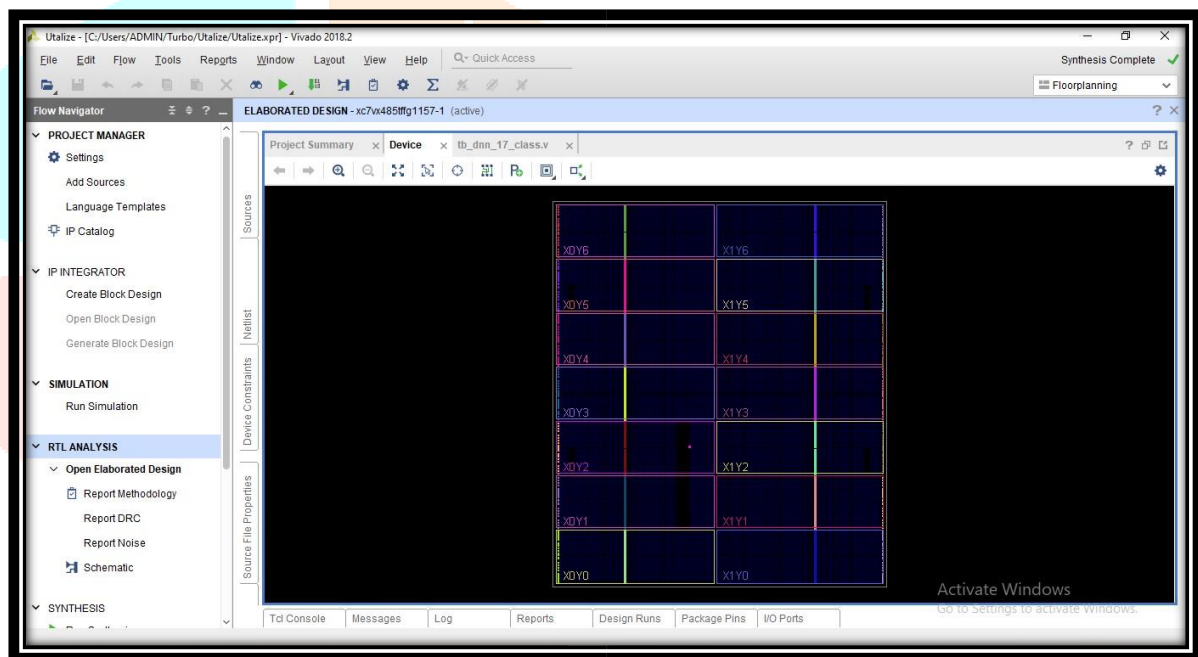 Utalize - [C:/Users/ADMIN/Turbo/Utalize/Utalize.xpr] - Vivado 2018.2
File Edit Flow Tools Reports Window Layout View Help Quick Access
Synthesis Complete
Floorplanning
Flow Navigator
ELABORATED DESIGN - xc7vx485tffg1157-1 (active)
PROJECT MANAGER
Settings
Add Sources
Language Templates
IP Catalog
IP INTEGRATOR
Create Block Design
Open Block Design
Generate Block Design
SIMULATION
Run Simulation
RTL ANALYSIS
Open Elaborated Design
Report Methodology
Report DRC
Report Noise
Schematic
SYNTHESIS
Sources
Netlist
Device Constraints
Source File Properties
Project Summary Device tb_dnn_17_class.v
X0Y6 X1Y6
X0Y5 X1Y5
X0Y4 X1Y4
X0Y3 X1Y3
X0Y2 X1Y2
X0Y1 X1Y1
X0Y0 X1Y0
Activate Windows
Go to Settings to activate Windows.
Tcl Console Messages Log Reports Design Runs Package Pins I/O Ports